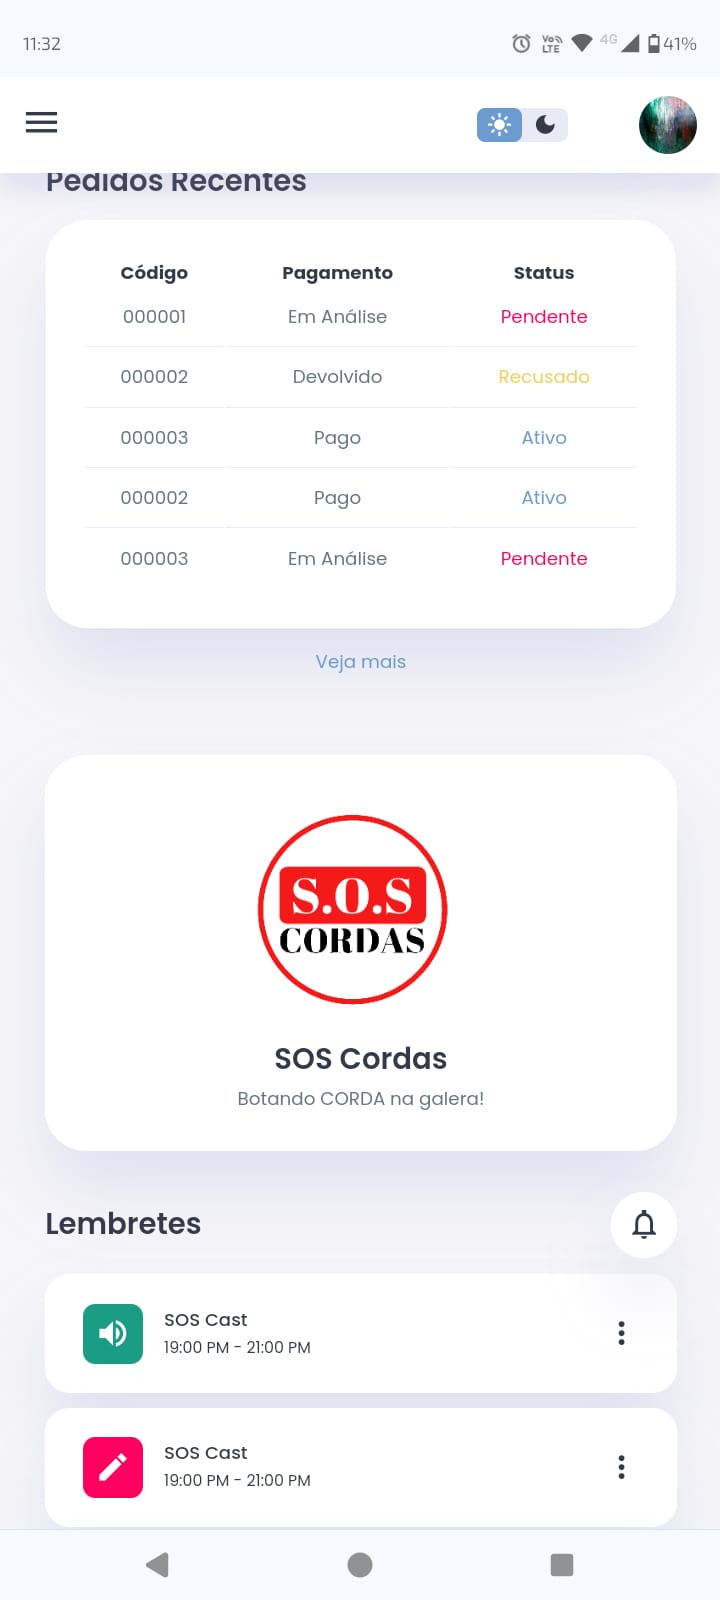 11:32 Vo LTE 4G 41%
Pedidos Recentes
Código Pagamento Status
000001 Em Análise Pendente
000002 Devolvido Recusado
000003 Pago Ativo
000002 Pago Ativo
000003 Em Análise Pendente
Veja mais
S.O.S
CORDAS
SOS Cordas
Botando CORDA na galera!
Lembretes
SOS Cast
19:00 PM - 21:00 PM
SOS Cast
19:00 PM - 21:00 PM